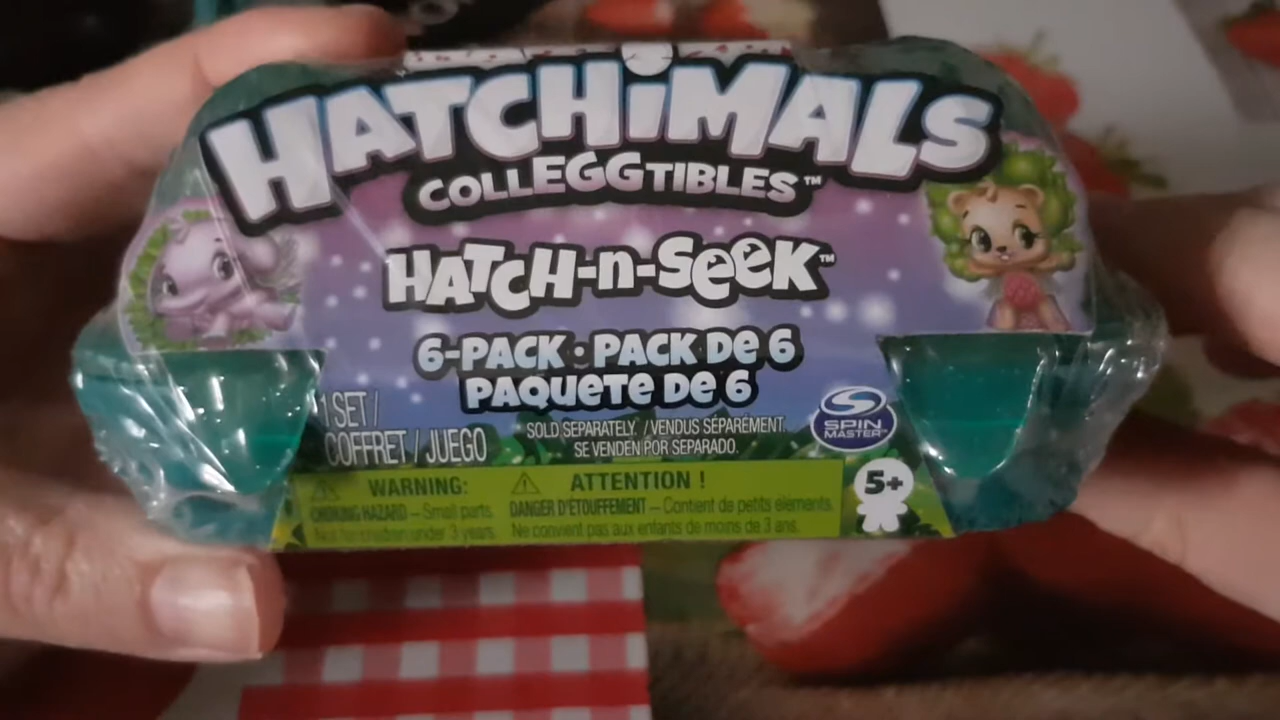 HATCHiMALS
COLLEGGTIBLES™
HATCH-n-SeeK™
6-PACK • PACK De 6
PAQUeTe De 6
1 SET /
COFFRET / JUEGO
SOLD SEPARATELY. / VENDUS SÉPARÉMENT.
SE VENDEN POR SEPARADO.
SPIN
MASTER™
5+
WARNING:
CHOKING HAZARD – Small parts.
Not for children under 3 years.
ATTENTION !
DANGER D'ÉTOUFFEMENT – Contient de petits éléments.
Ne convient pas aux enfants de moins de 3 ans.